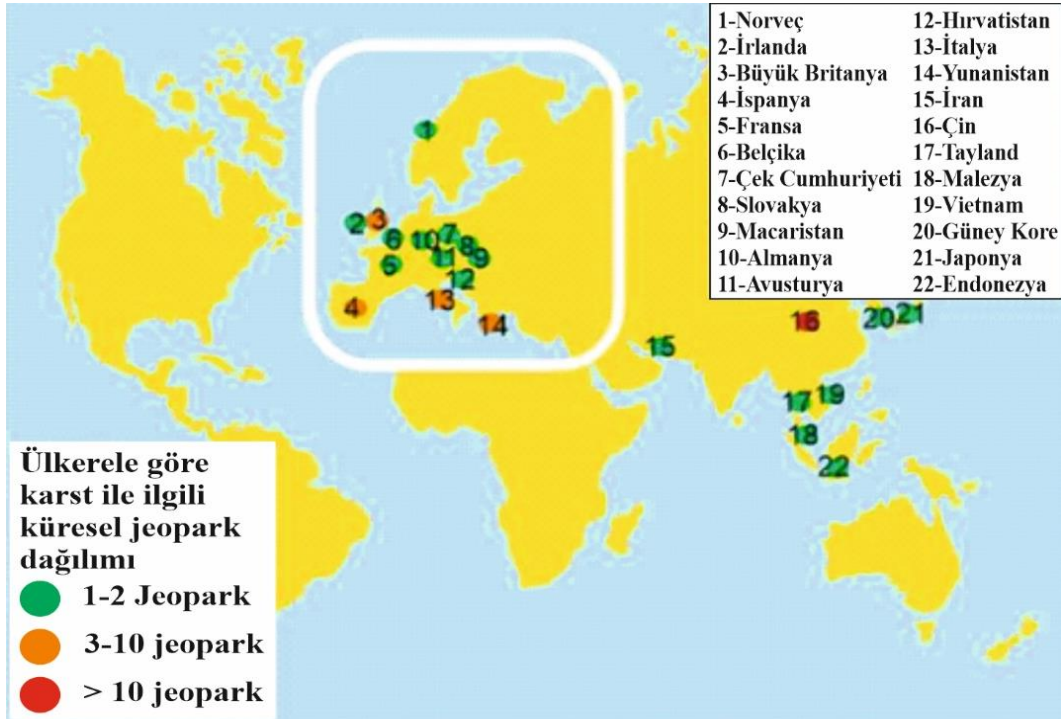 1-Norveç
2-İrlanda
3-Büyük Britanya
4-İspanya
5-Fransa
6-Belçika
7-Çek Cumhuriyeti
8-Slovakya
9-Macaristan
10-Almanya
11-Avusturya
12-Hırvatistan
13-İtalya
14-Yunanistan
15-İran
16-Çin
17-Tayland
18-Malezya
19-Vietnam
20-Güney Kore
21-Japonya
22-Endonezya
1
2
3
6
10
7
8
9
11
5
12
13
4
14
15
16
20
21
17
19
18
22
Ülkerele göre
karst ile ilgili
küresel jeopark
dağılımı
1-2 Jeopark
3-10 jeopark
> 10 jeopark